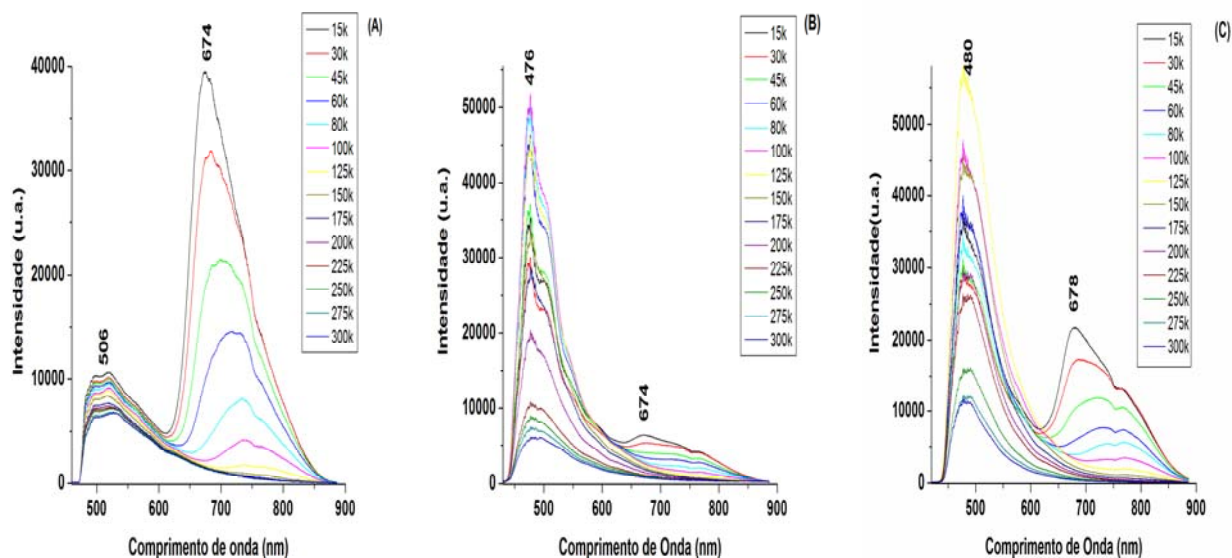 (A)
674
506
15k
30k
45k
60k
80k
100k
125k
150k
175k
200k
225k
250k
275k
300k
40000
30000
20000
10000
0
500
600
700
800
900
Intensidade (u.a.)
Comprimento de onda (nm)
(B)
476
674
15k
30k
45k
60k
80k
100k
125k
150k
175k
200k
225k
250k
275k
300k
50000
40000
30000
20000
10000
0
500
600
700
800
900
Intensidade (u.a.)
Comprimento de Onda (nm)
(C)
480
678
15k
30k
45k
60k
80k
100k
125k
150k
175k
200k
225k
250k
275k
300k
50000
40000
30000
20000
10000
0
500
600
700
800
900
Intensidade(u.a.)
Comprimento de Onda (nm)